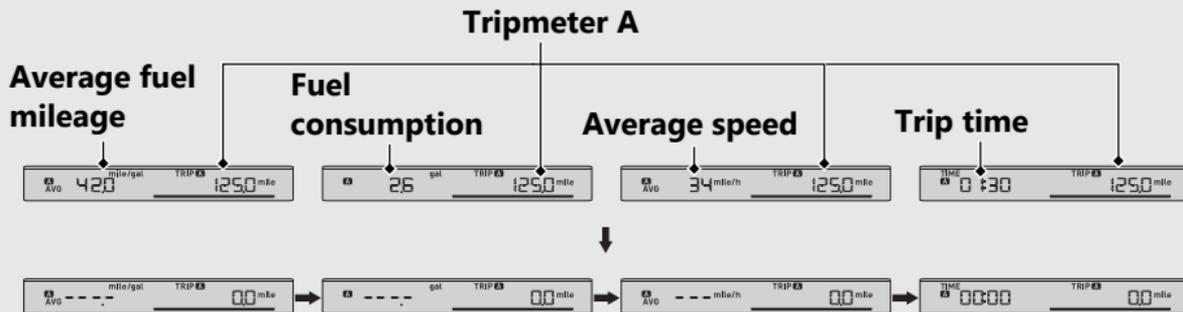 Tripmeter A
Average fuel
mileage
Fuel
consumption
Average speed
Trip time
A AVG 42.0 mile/gal TRIP A 125.0 mile
A 2.6 gal TRIP A 125.0 mile
A AVG 34 mile/h TRIP A 125.0 mile
TIME A 01:30 TRIP A 125.0 mile
A AVG ---.- mile/gal TRIP A 0.0 mile
A ---.- gal TRIP A 0.0 mile
A AVG --- mile/h TRIP A 0.0 mile
TIME A 00:00 TRIP A 0.0 mile